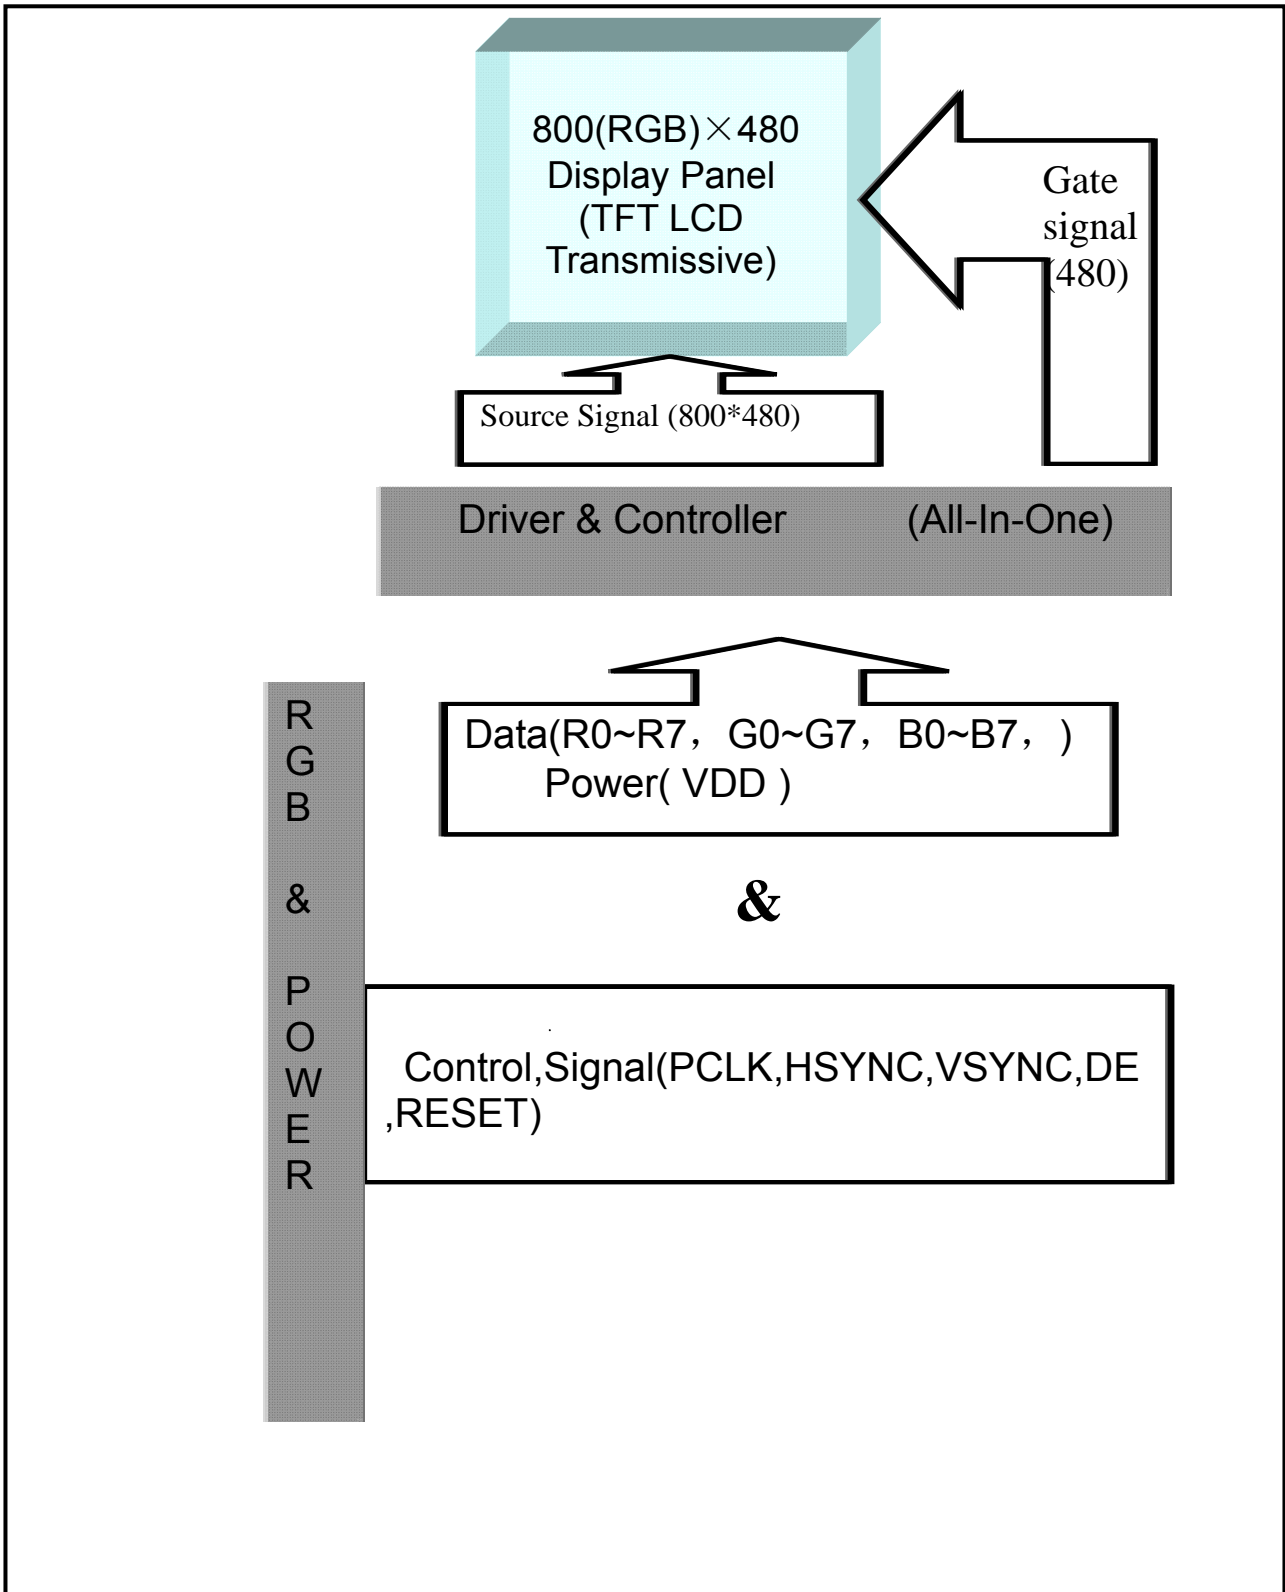 800(RGB)×480
Display Panel
(TFT LCD
Transmissive)
Gate
signal
(480)
Source Signal (800*480)
Driver & Controller (All-In-One)
R
G
B
&
P
O
W
E
R
Data(R0~R7，G0~G7，B0~B7，)
Power( VDD )
&
Control,Signal(PCLK,HSYNC,VSYNC,DE
,RESET)